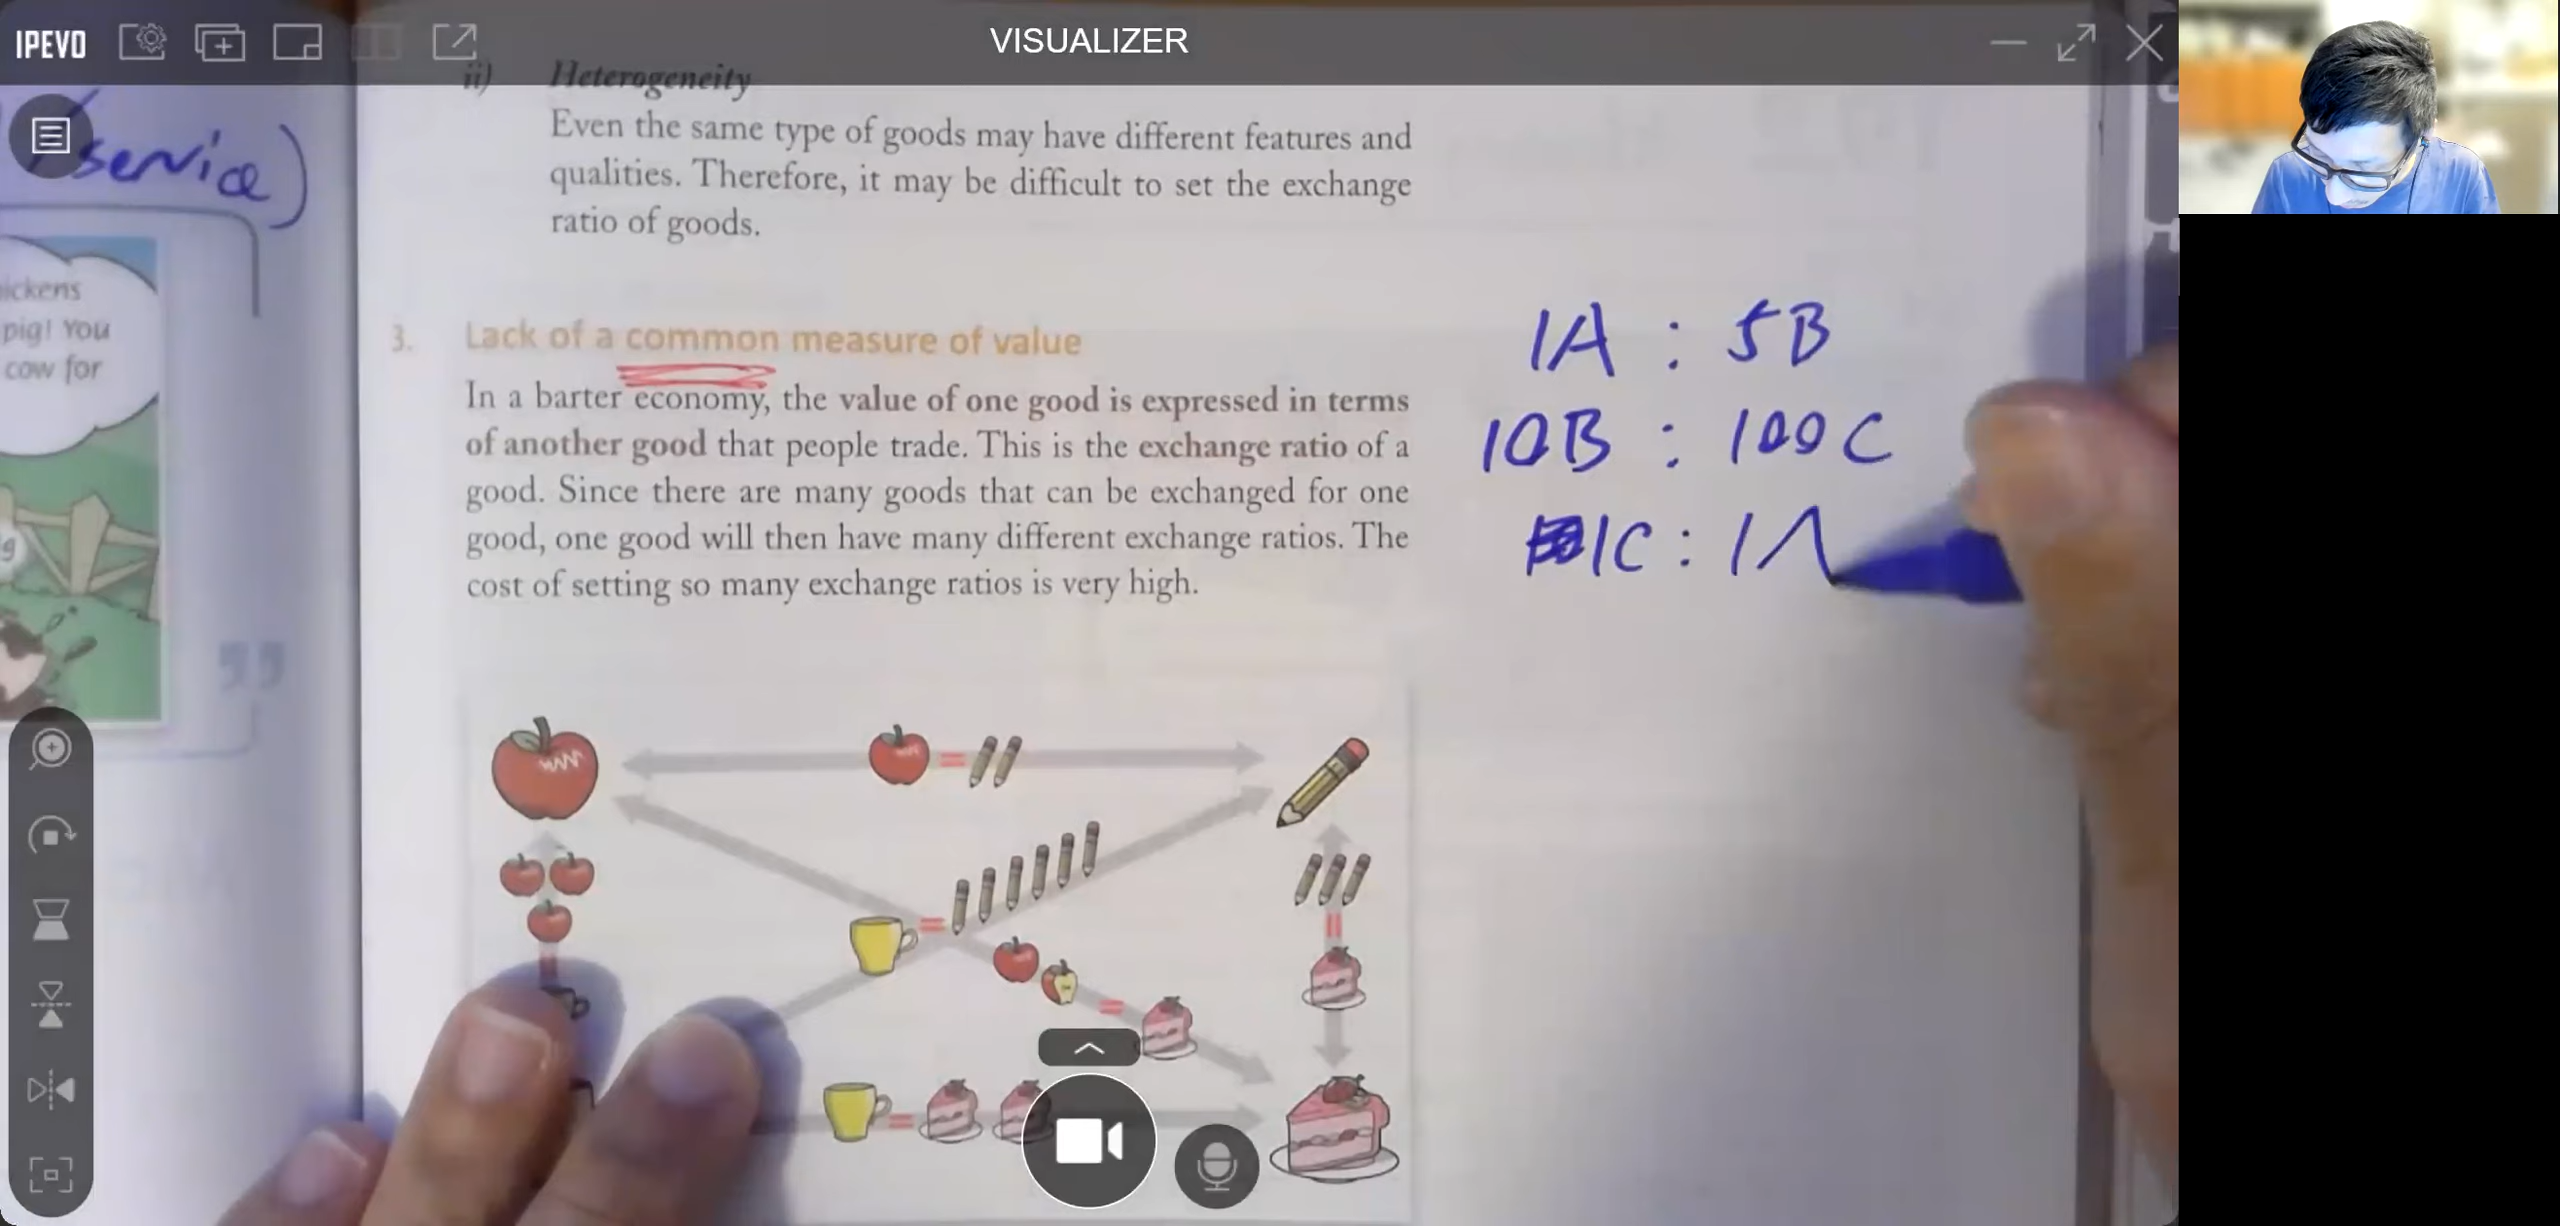 IPEVO
VISUALIZER
service)
ickens
pig! You
cow for
ii) Heterogeneity
Even the same type of goods may have different features and
qualities. Therefore, it may be difficult to set the exchange
ratio of goods.
3. Lack of a common measure of value
In a barter economy, the value of one good is expressed in terms
of another good that people trade. This is the exchange ratio of a
good. Since there are many goods that can be exchanged for one
good, one good will then have many different exchange ratios. The
cost of setting so many exchange ratios is very high.
1A : 5B
10B : 100C
1C : 1